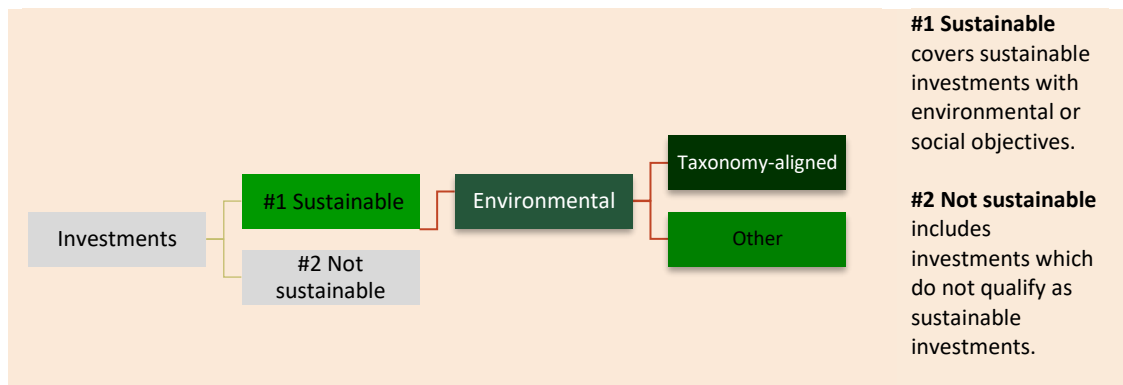 Investments
#1 Sustainable
#2 Not
sustainable
Environmental
Taxonomy-aligned
Other
#1 Sustainable
covers sustainable
investments with
environmental or
social objectives.
#2 Not sustainable
includes
investments which
do not qualify as
sustainable
investments.